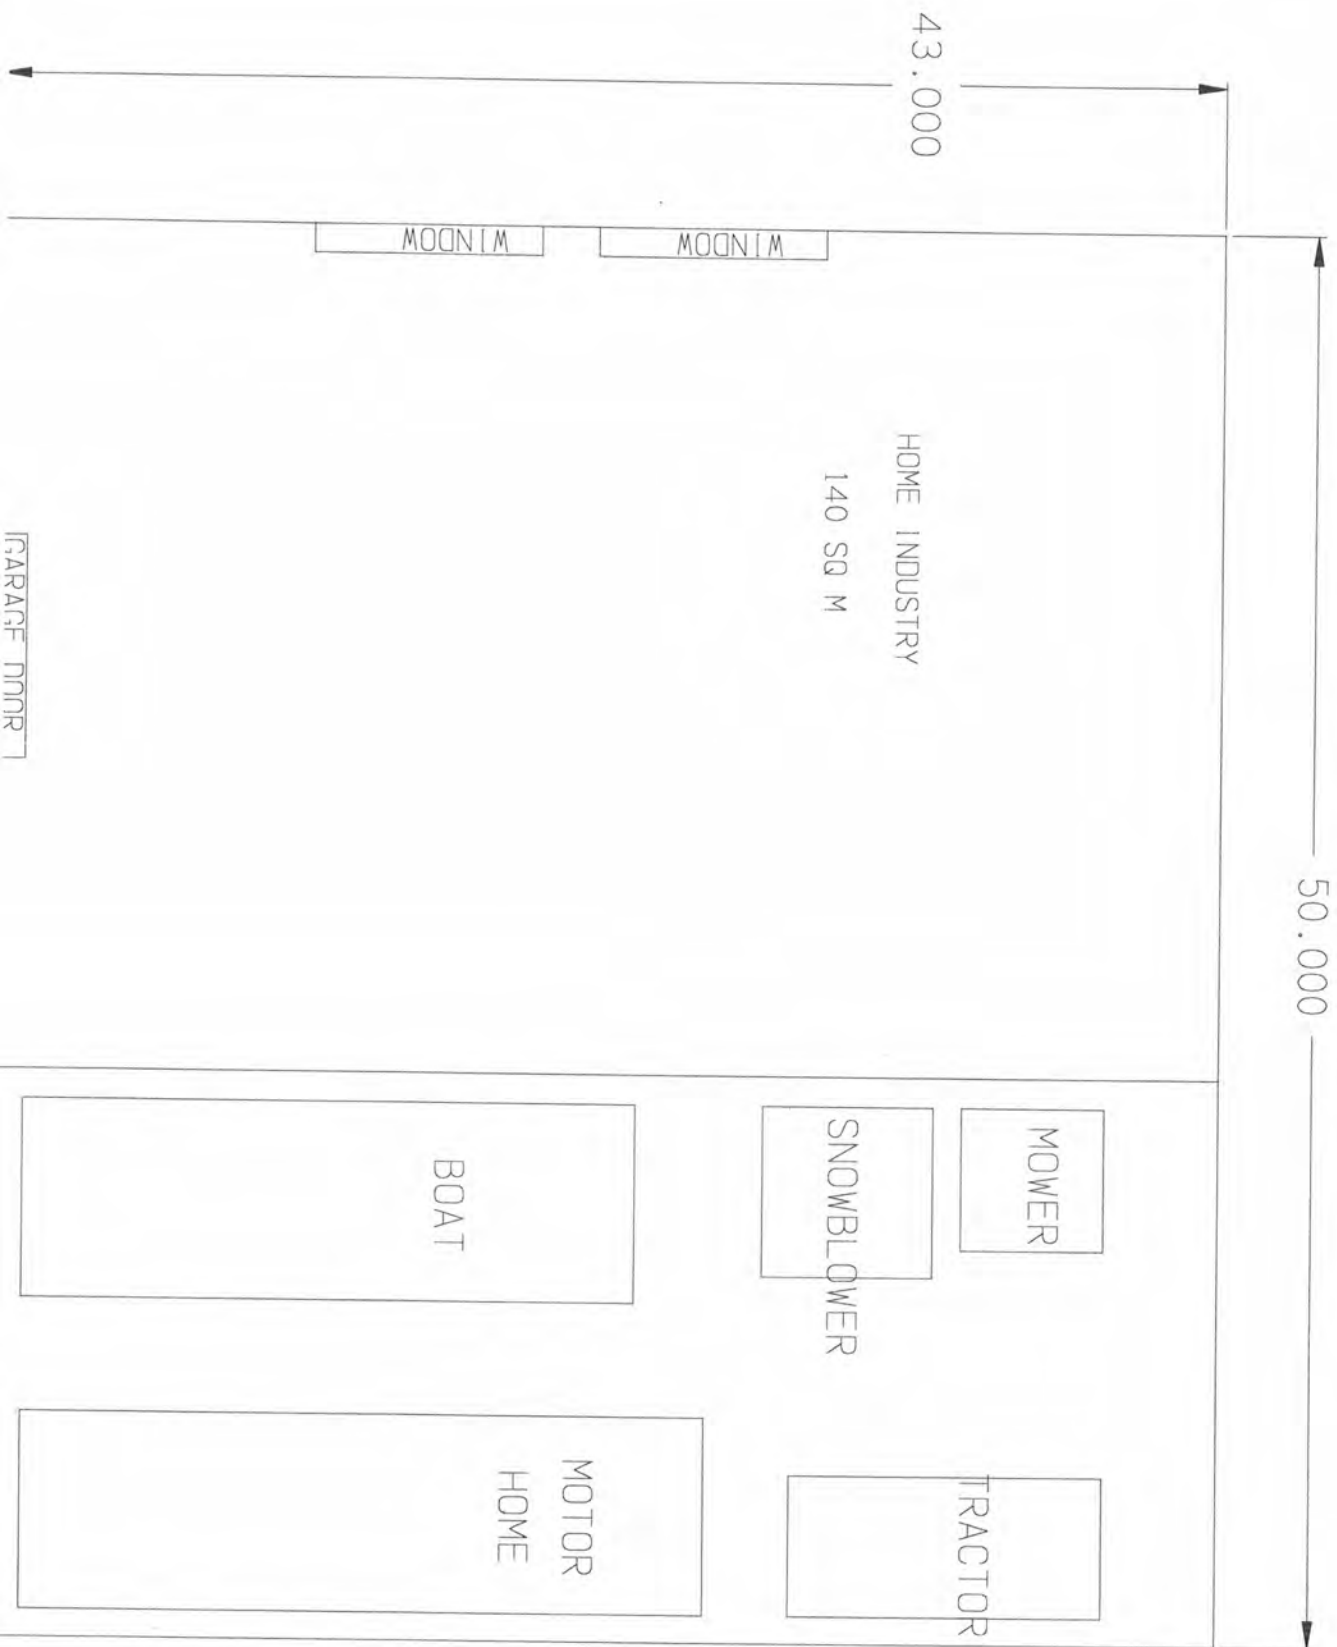 50.000
43.000
HOME INDUSTRY
140 SQ M
MOWER
SNOWBLOWER
TRACTOR
WINDOW
WINDOW
BOAT
MOTOR
HOME
GARAGE DOOR